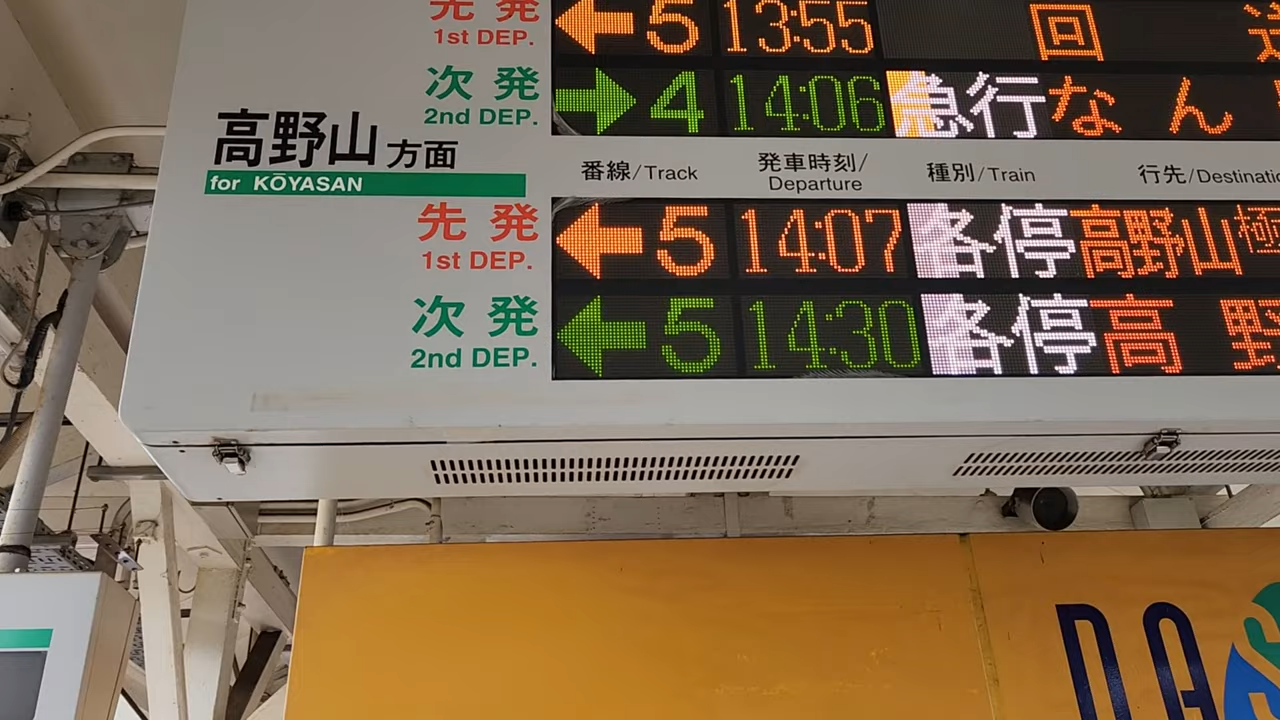 先発 5 13:55 回
1st DEP.
次発 4 14:06 急行 なん
2nd DEP.
高野山方面
for KŌYASAN
番線/Track 発車時刻/Departure 種別/Train 行先/Destinati
先発 5 14:07 各停 高野山極
1st DEP.
次発 5 14:30 各停 高野
2nd DEP.